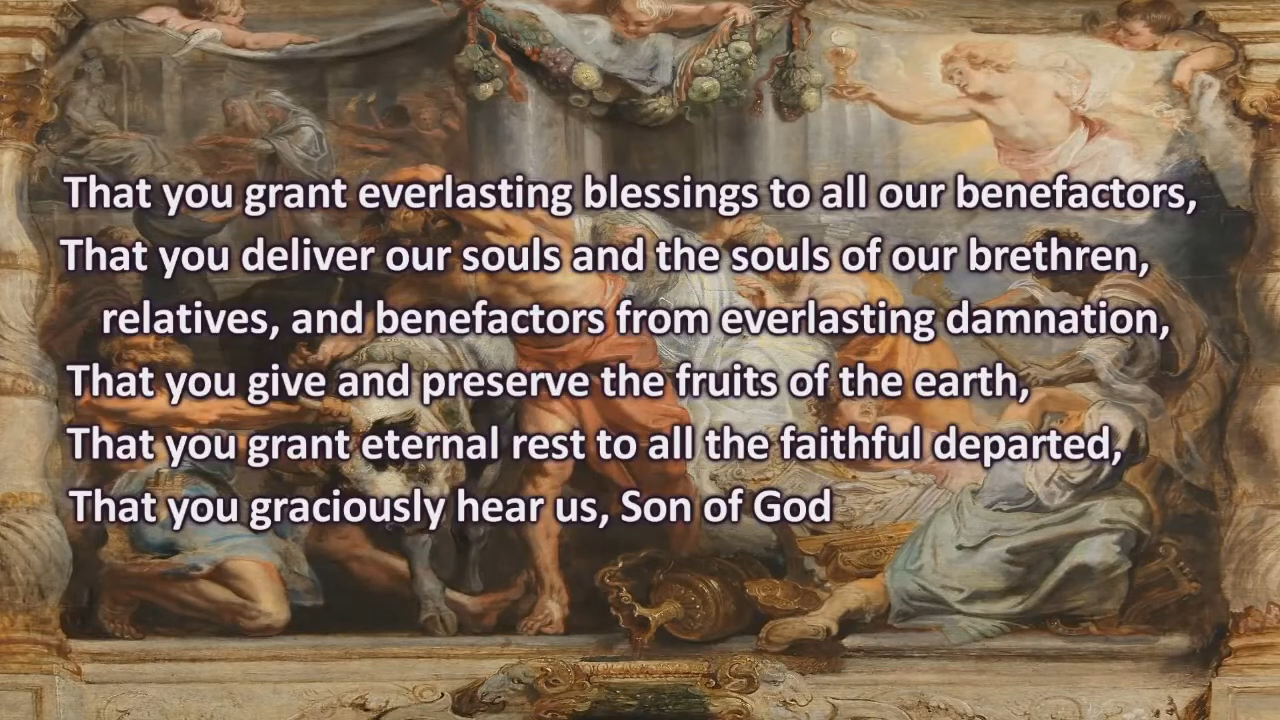 That you grant everlasting blessings to all our benefactors,
That you deliver our souls and the souls of our brethren,
relatives, and benefactors from everlasting damnation,
That you give and preserve the fruits of the earth,
That you grant eternal rest to all the faithful departed,
That you graciously hear us, Son of God